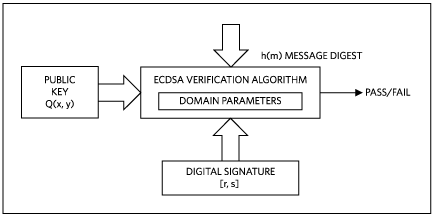 h(m) MESSAGE DIGEST
PUBLIC
KEY
Q(x, y)
ECDSA VERIFICATION ALGORITHM
DOMAIN PARAMETERS
PASS/FAIL
DIGITAL SIGNATURE
[r, s]